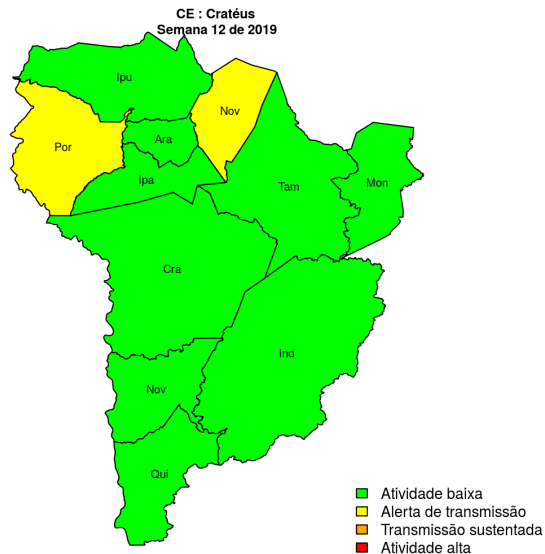 CE : Cratéus
Semana 12 de 2019
Ipu
Nov
Por
Ara
Ipa
Tam
Mon
Cra
Ind
Nov
Qui
Atividade baixa
Alerta de transmissão
Transmissão sustentada
Atividade alta